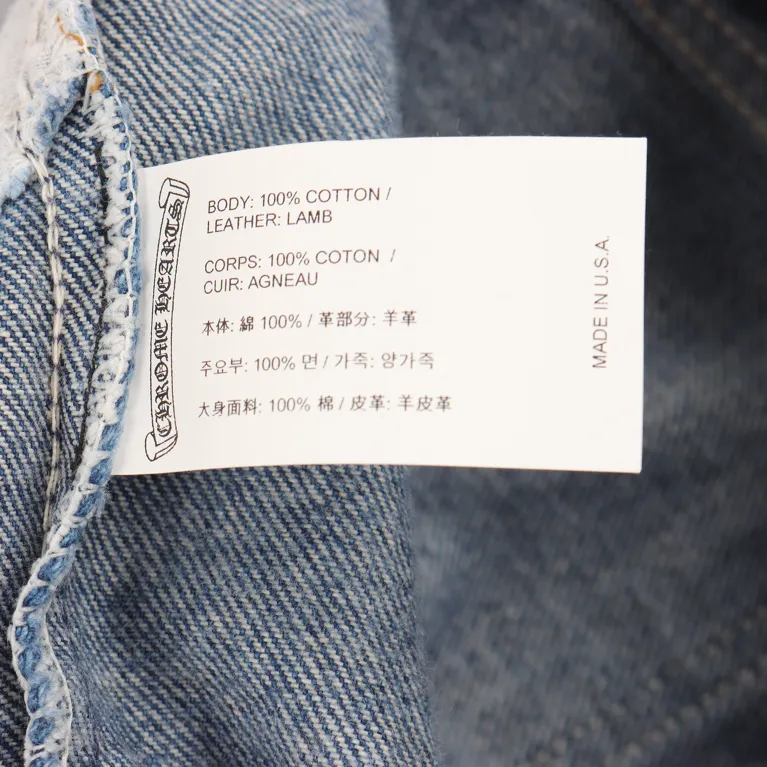 CHROME HEARTS
BODY: 100% COTTON /
LEATHER: LAMB
CORPS: 100% COTON /
CUIR: AGNEAU
本体: 綿 100% / 革部分: 羊革
주요부: 100% 면 / 가족: 양가족
大身面料: 100% 棉 / 皮革: 羊皮革
MADE IN U.S.A.